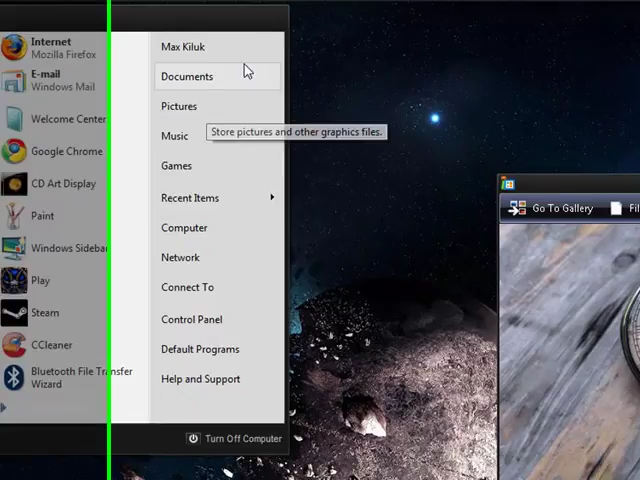 Internet
Mozilla Firefox
E-mail
Windows Mail
Welcome Center
Google Chrome
CD Art Display
Paint
Windows Sidebar
Play
Steam
CCleaner
Bluetooth File Transfer
Wizard
Max Kiluk
Documents
Pictures
Store pictures and other graphics files.
Music
Games
Recent Items
Computer
Network
Connect To
Control Panel
Default Programs
Help and Support
Turn Off Computer
Go To Gallery